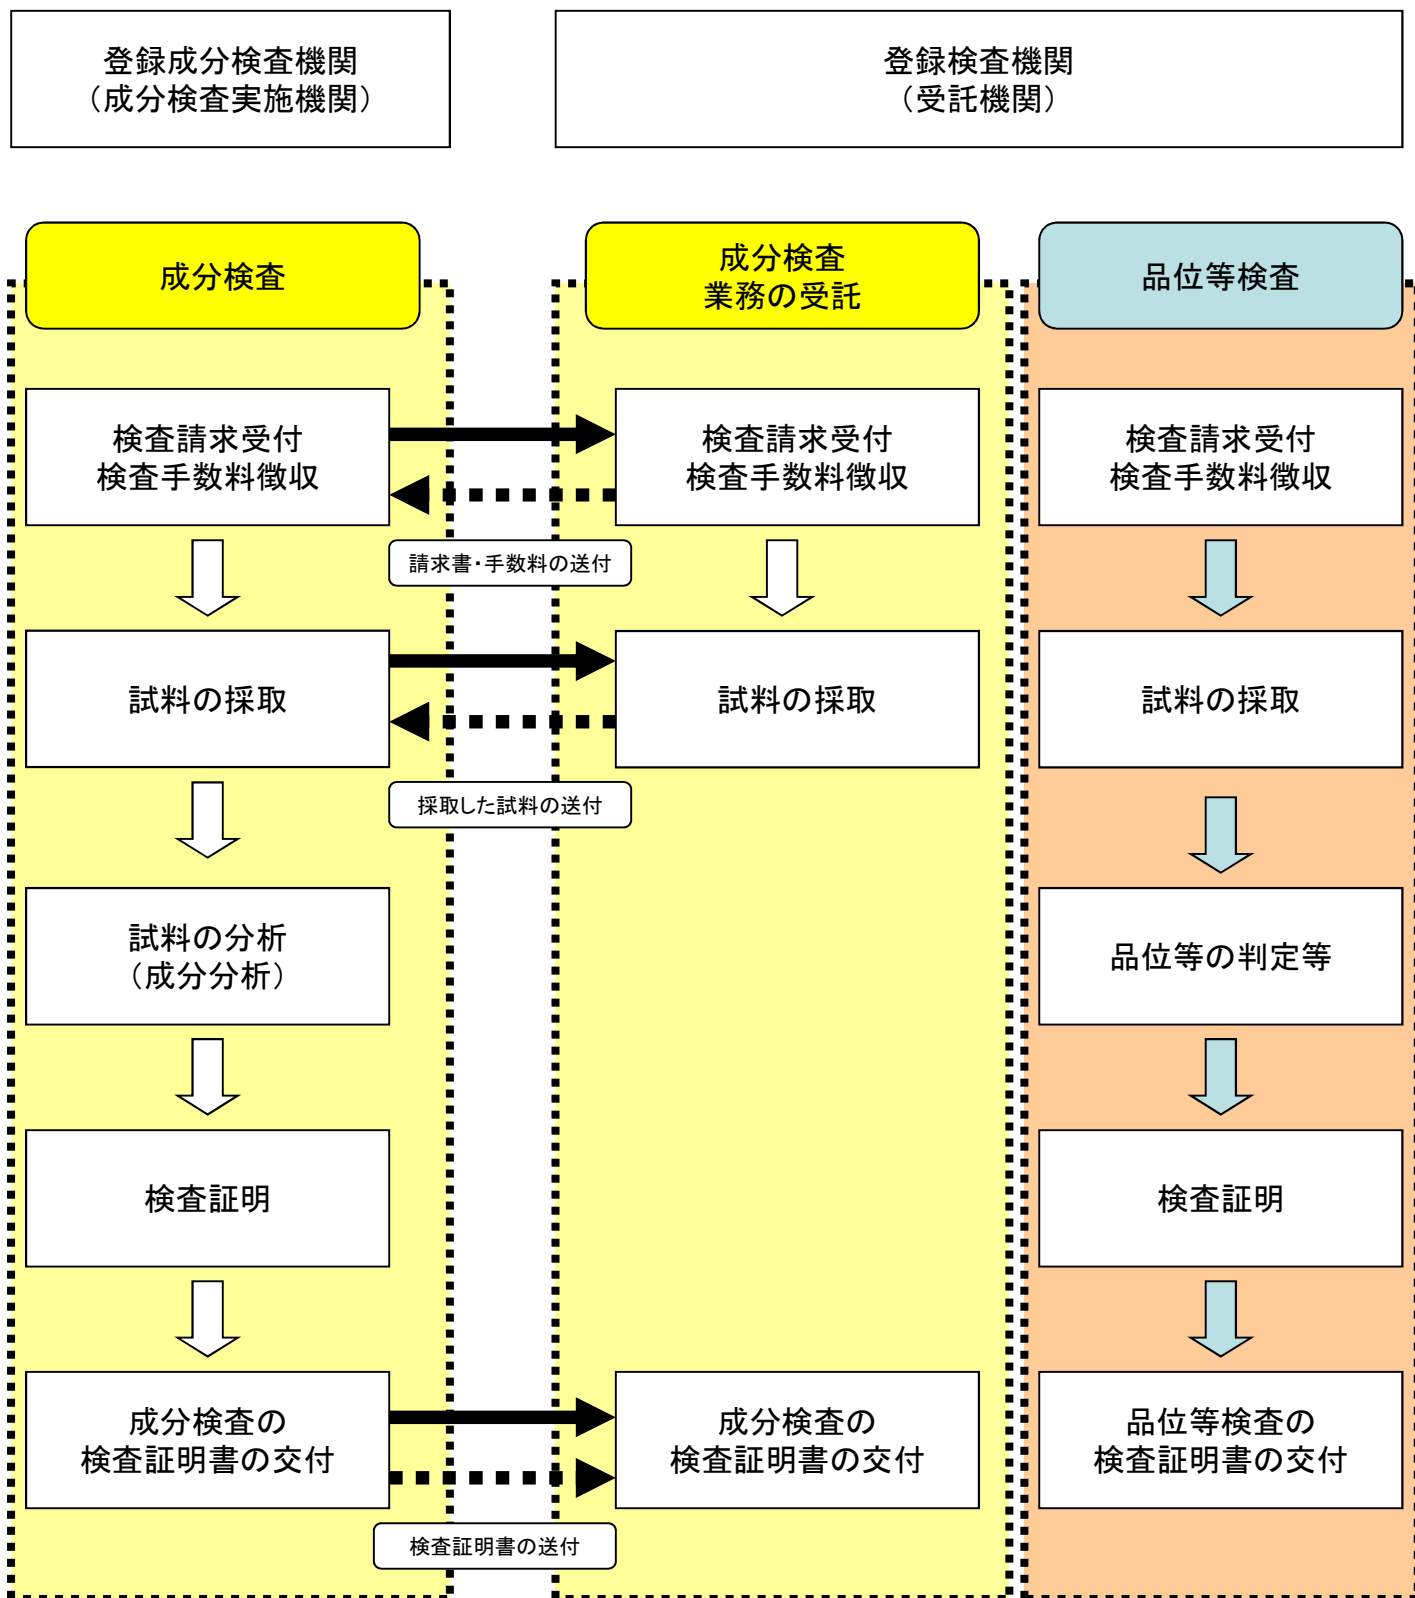 登録成分検査機関
（成分検査実施機関）
登録検査機関
（受託機関）
成分検査
成分検査
業務の受託
品位等検査
検査請求受付
検査手数料徴収
検査請求受付
検査手数料徴収
検査請求受付
検査手数料徴収
請求書・手数料の送付
試料の採取
試料の採取
試料の採取
採取した試料の送付
試料の分析
（成分分析）
品位等の判定等
検査証明
検査証明
成分検査の
検査証明書の交付
成分検査の
検査証明書の交付
品位等検査の
検査証明書の交付
検査証明書の送付